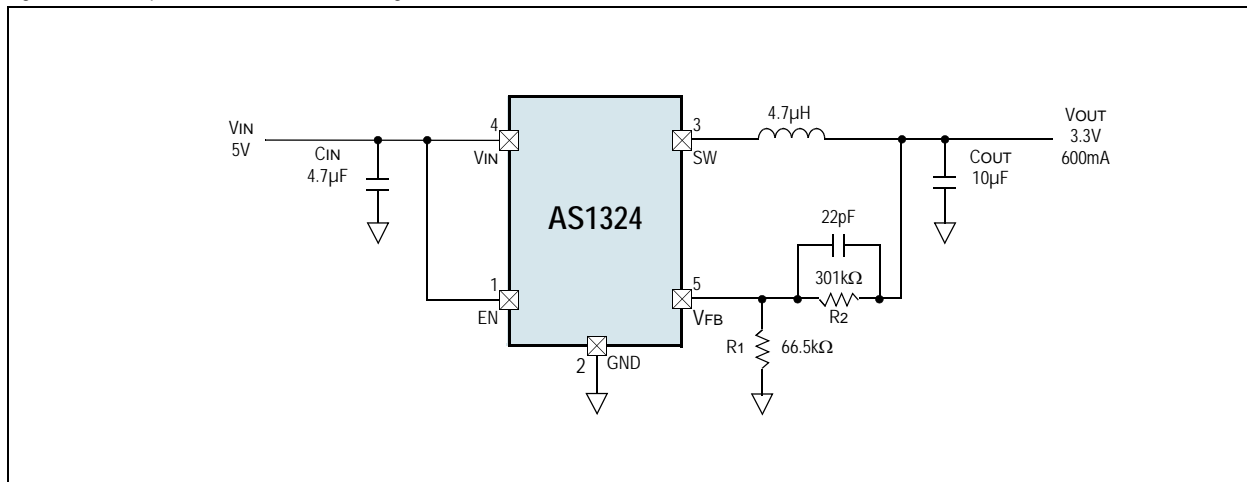 VIN
5V
CIN
4.7µF
4
VIN
1
EN
AS1324
2
GND
3
SW
4.7µH
5
VFB
R1
66.5kΩ
22pF
301kΩ
R2
COUT
10µF
VOUT
3.3V
600mA